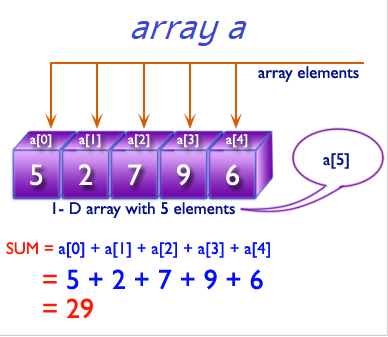 array a
array elements
a[0] a[1] a[2] a[3] a[4]
5 2 7 9 6
a[5]
1- D array with 5 elements
SUM = a[0] + a[1] + a[2] + a[3] + a[4]
= 5 + 2 + 7 + 9 + 6
= 29